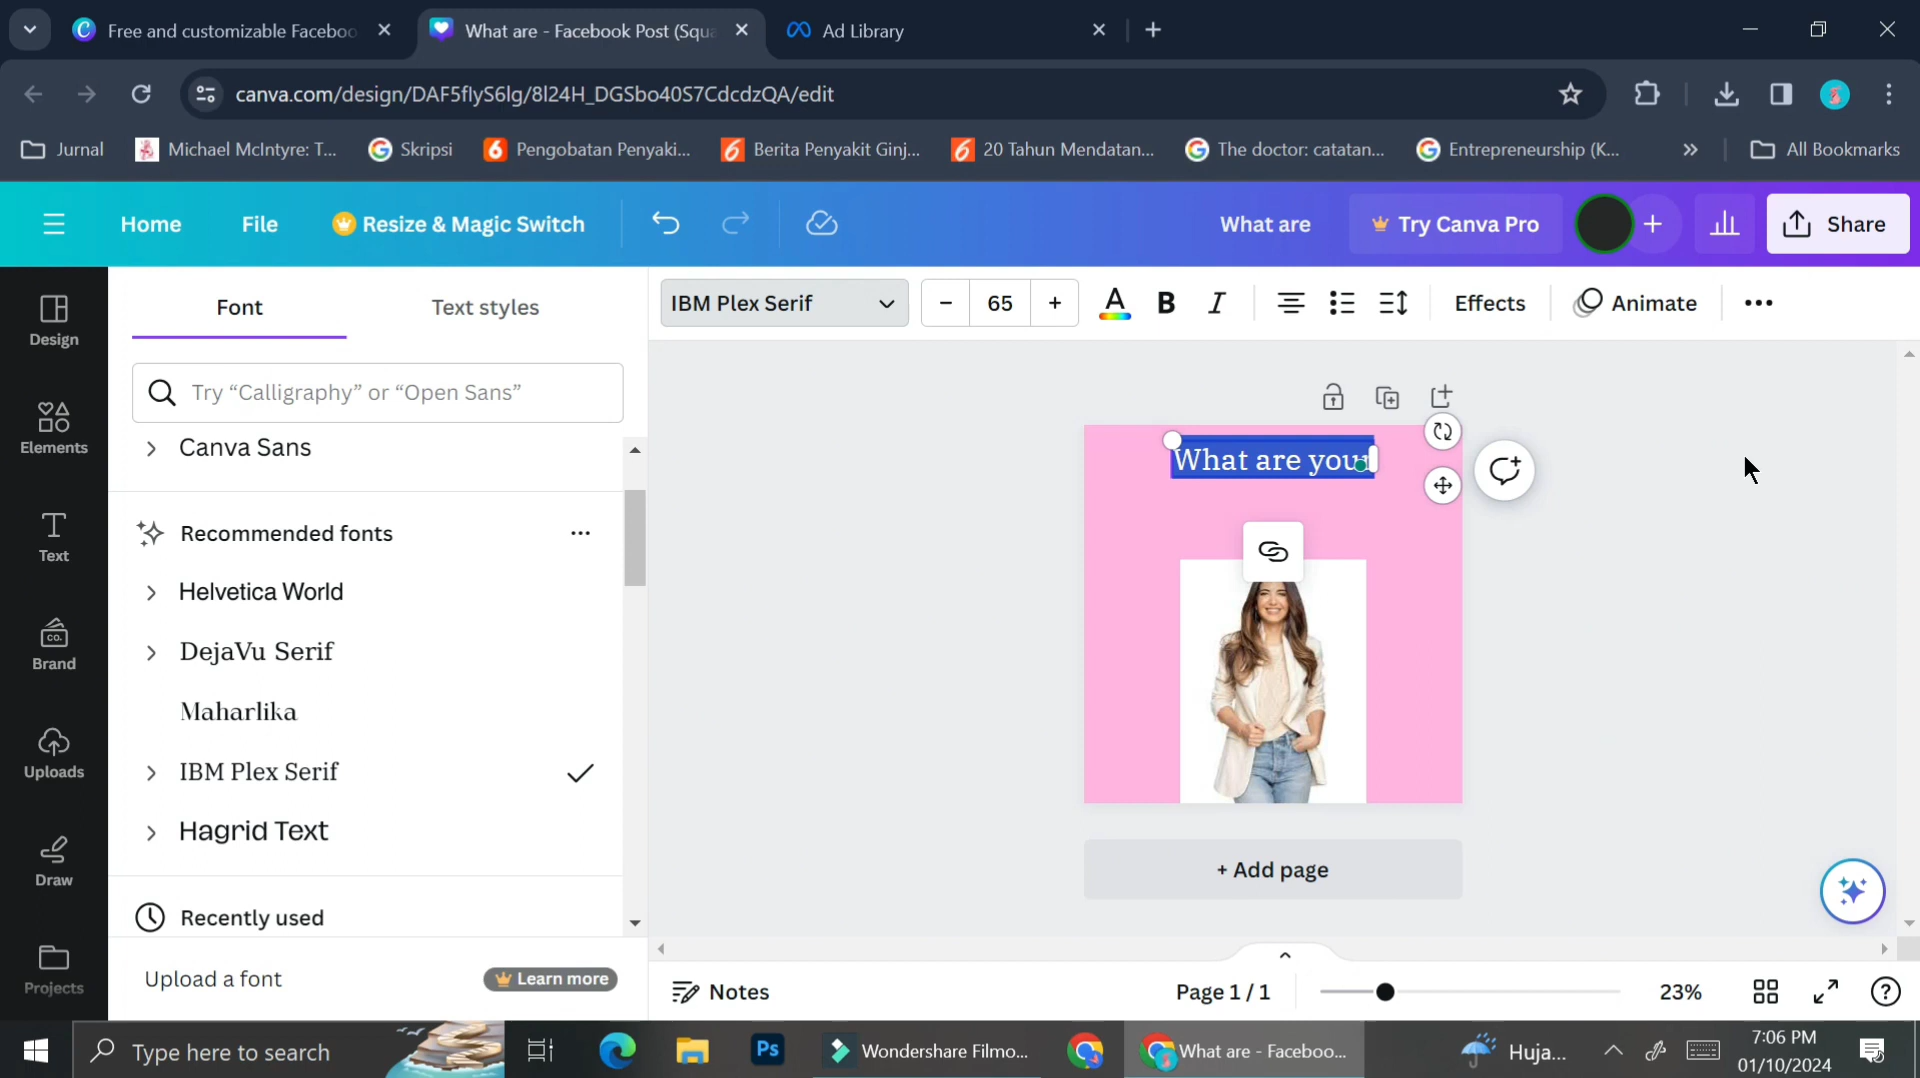 Free and customizable Faceboo
What are - Facebook Post (Squa
Ad Library
canva.com/design/DAF5flyS6lg/8l24H_DGSbo40S7CdcdzQA/edit
Jurnal
Michael McIntyre: T...
Skripsi
Pengobatan Penyaki...
Berita Penyakit Ginj...
20 Tahun Mendatan...
The doctor: catatan...
Entrepreneurship (K...
»
All Bookmarks
Home
File
Resize & Magic Switch
What are
Try Canva Pro
Share
Design
Elements
Text
Brand
Uploads
Draw
Projects
Font
Text styles
Try “Calligraphy” or “Open Sans”
Canva Sans
Recommended fonts
Helvetica World
DejaVu Serif
Maharlika
IBM Plex Serif
Hagrid Text
Recently used
Upload a font
Learn more
IBM Plex Serif
- 65 +
A B I
Effects
Animate
What are your
+ Add page
Notes
Page 1 / 1
23%
Type here to search
Ps
Wondershare Filmo...
What are - Faceboo...
Huja...
7:06 PM
01/10/2024